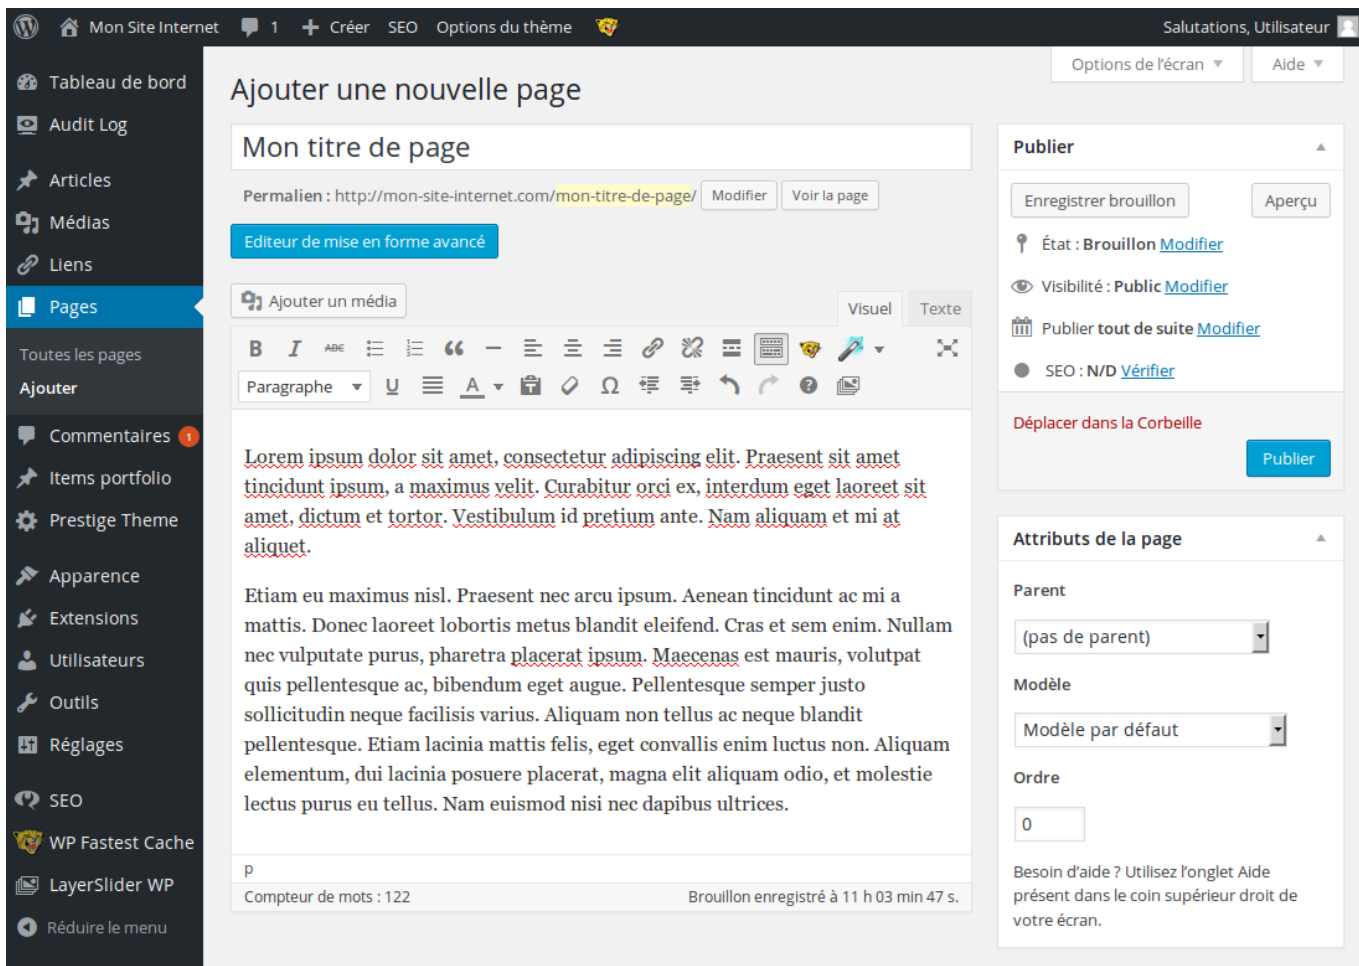 Mon Site Internet 1 Créer SEO Options du thème Salutations, Utilisateur
Options de l'écran Aide
Tableau de bord
Audit Log
Articles
Médias
Liens
Pages
Toutes les pages
Ajouter
Commentaires 1
Items portfolio
Prestige Theme
Apparence
Extensions
Utilisateurs
Outils
Réglages
SEO
WP Fastest Cache
LayerSlider WP
Réduire le menu
Ajouter une nouvelle page
Mon titre de page
Permalien : http://mon-site-internet.com/mon-titre-de-page/ Modifier Voir la page
Editeur de mise en forme avancé
Ajouter un média
Visuel Texte
B I ABE
Paragraphe U A Ω
Lorem ipsum dolor sit amet, consectetur adipiscing elit. Praesent sit amet
tincidunt ipsum, a maximus velit. Curabitur orci ex, interdum eget laoreet sit
amet, dictum et tortor. Vestibulum id pretium ante. Nam aliquam et mi at
aliquet.
Etiam eu maximus nisl. Praesent nec arcu ipsum. Aenean tincidunt ac mi a
mattis. Donec laoreet lobortis metus blandit eleifend. Cras et sem enim. Nullam
nec vulputate purus, pharetra placerat ipsum. Maecenas est mauris, volutpat
quis pellentesque ac, bibendum eget augue. Pellentesque semper justo
sollicitudin neque facilisis varius. Aliquam non tellus ac neque blandit
pellentesque. Etiam lacinia mattis felis, eget convallis enim luctus non. Aliquam
elementum, dui lacinia posuere placerat, magna elit aliquam odio, et molestie
lectus purus eu tellus. Nam euismod nisi nec dapibus ultrices.
p
Compteur de mots : 122 Brouillon enregistré à 11 h 03 min 47 s.
Publier
Enregistrer brouillon Aperçu
État : Brouillon Modifier
Visibilité : Public Modifier
Publier tout de suite Modifier
SEO : N/D Vérifier
Déplacer dans la Corbeille
Publier
Attributs de la page
Parent
(pas de parent)
Modèle
Modèle par défaut
Ordre
0
Besoin d'aide ? Utilisez l'onglet Aide
présent dans le coin supérieur droit de
votre écran.